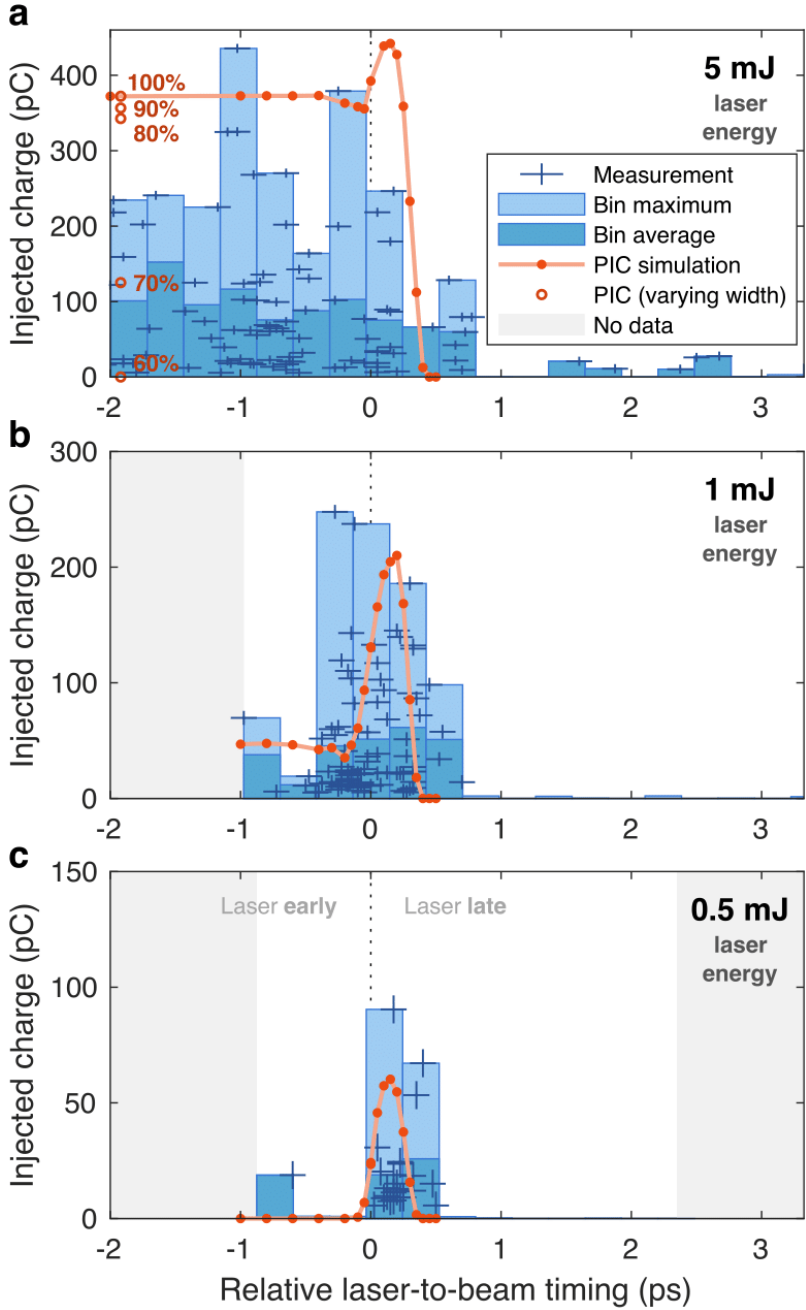 a
5 mJ
laser
energy
Injected charge (pC)
400
300
200
100
0
100%
90%
80%
70%
60%
Measurement
Bin maximum
Bin average
PIC simulation
PIC (varying width)
No data
-2
-1
0
1
2
3
b
1 mJ
laser
energy
Injected charge (pC)
300
200
100
0
-2
-1
0
1
2
3
c
Laser early
Laser late
0.5 mJ
laser
energy
Injected charge (pC)
150
100
50
0
-2
-1
0
1
2
3
Relative laser-to-beam timing (ps)